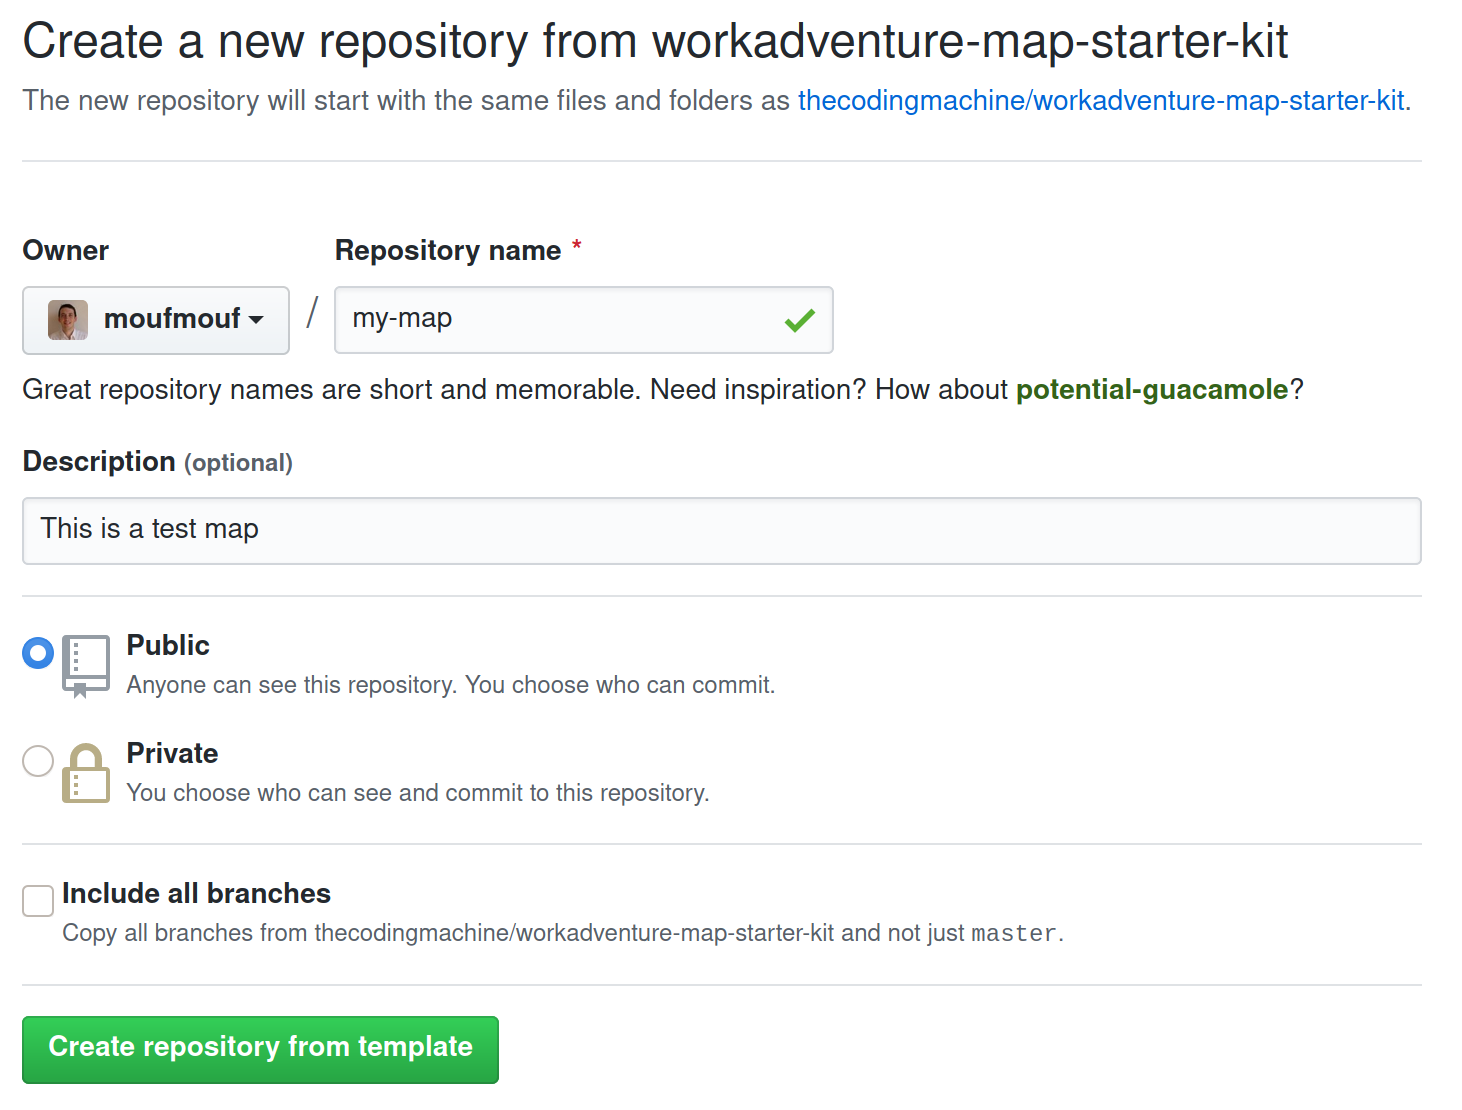 Create a new repository from workadventure-map-starter-kit
The new repository will start with the same files and folders as thecodingmachine/workadventure-map-starter-kit.
Owner
Repository name *
moufmouf
/
my-map
Great repository names are short and memorable. Need inspiration? How about potential-guacamole?
Description (optional)
This is a test map
Public
Anyone can see this repository. You choose who can commit.
Private
You choose who can see and commit to this repository.
Include all branches
Copy all branches from thecodingmachine/workadventure-map-starter-kit and not just master.
Create repository from template